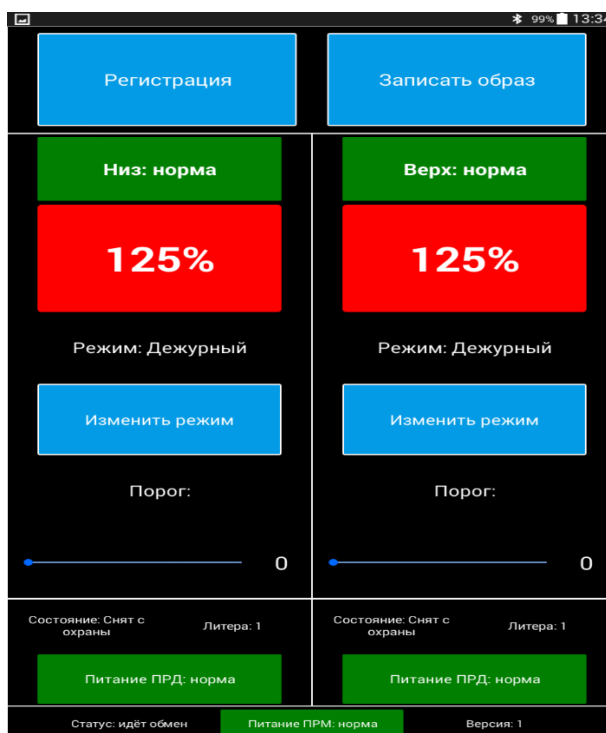 99% 13:34
Регистрация
Записать образ
Низ: норма
Верх: норма
125%
125%
Режим: Дежурный
Режим: Дежурный
Изменить режим
Изменить режим
Порог:
Порог:
0
0
Состояние: Снят с
охраны
Литера: 1
Состояние: Снят с
охраны
Литера: 1
Питание ПРД: норма
Питание ПРД: норма
Статус: идёт обмен
Питание ПРМ: норма
Версия: 1